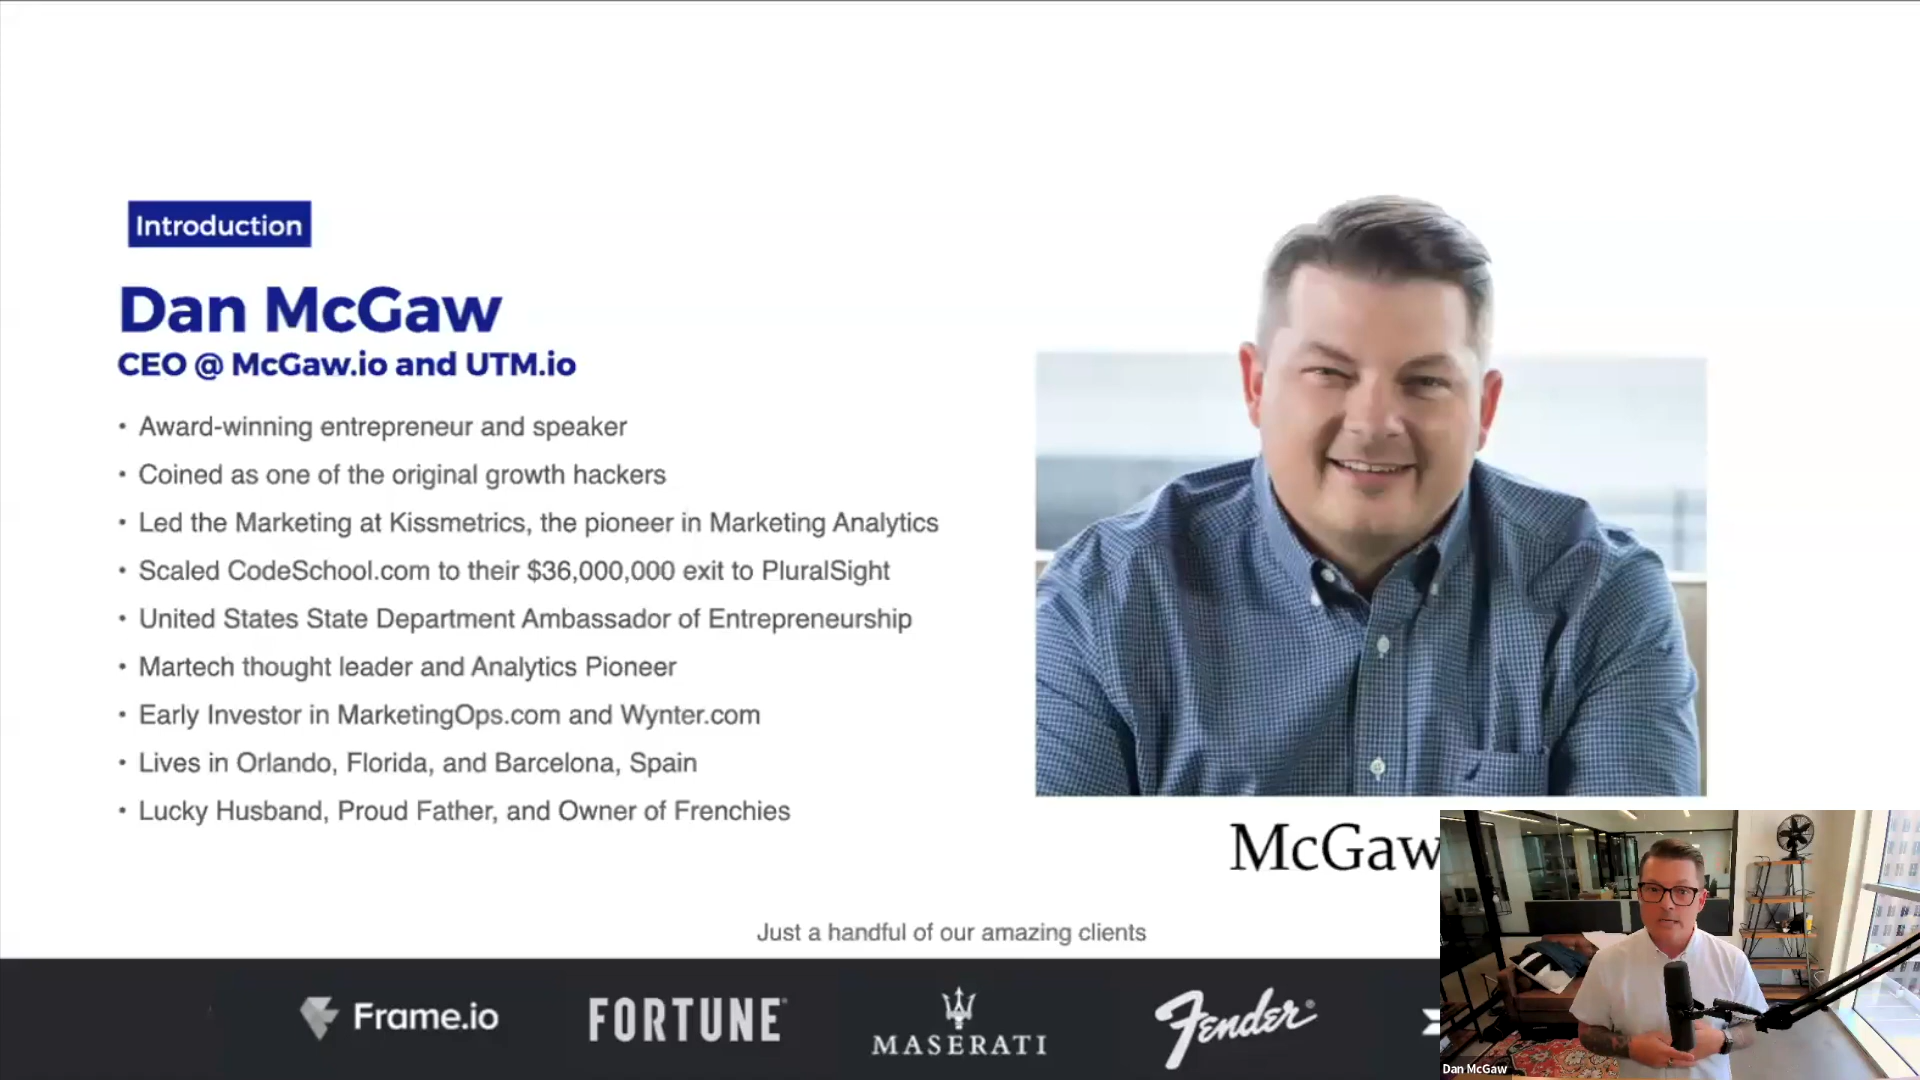 Introduction
Dan McGaw
CEO @ McGaw.io and UTM.io
• Award-winning entrepreneur and speaker
• Coined as one of the original growth hackers
• Led the Marketing at Kissmetrics, the pioneer in Marketing Analytics
• Scaled CodeSchool.com to their $36,000,000 exit to PluralSight
• United States State Department Ambassador of Entrepreneurship
• Martech thought leader and Analytics Pioneer
• Early Investor in MarketingOps.com and Wynter.com
• Lives in Orlando, Florida, and Barcelona, Spain
• Lucky Husband, Proud Father, and Owner of Frenchies
McGaw
Just a handful of our amazing clients
Frame.io
FORTUNE®
MASERATI
Fender®
Dan McGaw